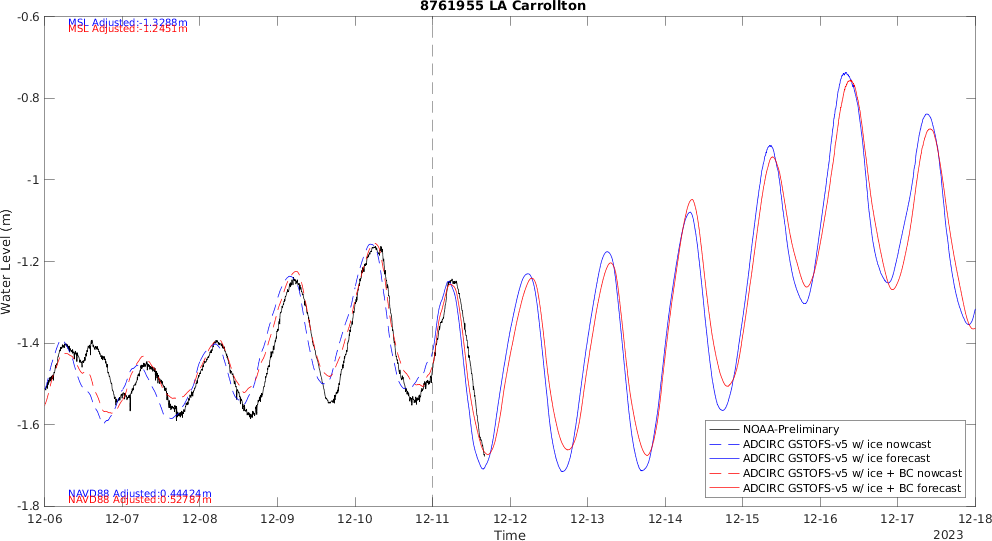 8761955 LA Carrollton
-0.6
MSL Adjusted:-1.3288m
MSL Adjusted:-1.2451m
-0.8
-1
-1.2
-1.4
-1.6
-1.8
Water Level (m)
NOAA-Preliminary
ADCIRC GSTOFS-v5 w/ ice nowcast
ADCIRC GSTOFS-v5 w/ ice forecast
ADCIRC GSTOFS-v5 w/ ice + BC nowcast
ADCIRC GSTOFS-v5 w/ ice + BC forecast
NAVD88 Adjusted:0.44424m
NAVD88 Adjusted:0.52787m
12-06 12-07 12-08 12-09 12-10 12-11 12-12 12-13 12-14 12-15 12-16 12-17 12-18
Time
2023